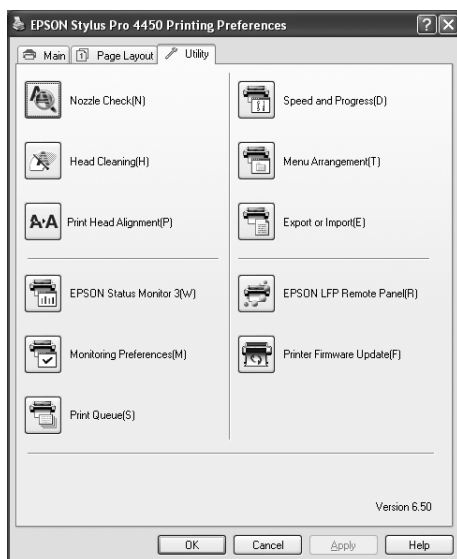 EPSON Stylus Pro 4450 Printing Preferences
Main
Page Layout
Utility
Nozzle Check(N)
Speed and Progress(D)
Head Cleaning(H)
Menu Arrangement(T)
A›A
Print Head Alignment(P)
Export or Import(E)
EPSON Status Monitor 3(W)
EPSON LFP Remote Panel(R)
Monitoring Preferences(M)
Printer Firmware Update(F)
Print Queue(S)
Version 6.50
OK
Cancel
Apply
Help